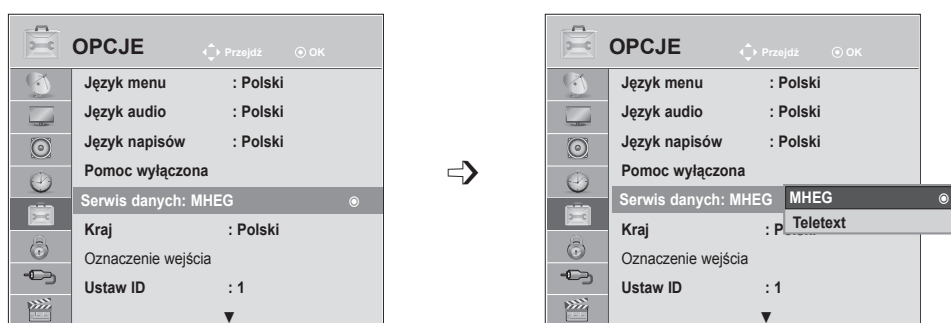 OPCJE Przejdź OK
Język menu : Polski
Język audio : Polski
Język napisów : Polski
Pomoc wyłączona
Serwis danych: MHEG
Kraj : Polski
Oznaczenie wejścia
Ustaw ID : 1
OPCJE Przejdź OK
Język menu : Polski
Język audio : Polski
Język napisów : Polski
Pomoc wyłączona
Serwis danych: MHEG MHEG
Teletext
Kraj
Oznaczenie wejścia
Ustaw ID : 1